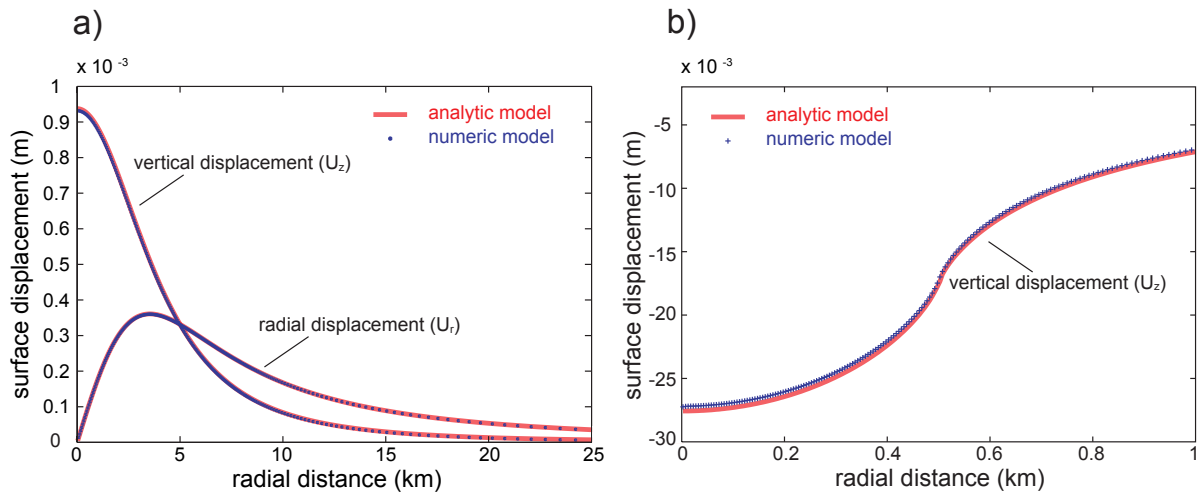 a)
x 10 -3
1
0.9
0.8
0.7
0.6
0.5
0.4
0.3
0.2
0.1
0
surface displacement (m)
analytic model
numeric model
vertical displacement (Uz)
radial displacement (Ur)
0 5 10 15 20 25
radial distance (km)
b)
x 10 -3
-5
-10
-15
-20
-25
-30
surface displacement (m)
analytic model
numeric model
vertical displacement (Uz)
0 0.2 0.4 0.6 0.8 1
radial distance (km)